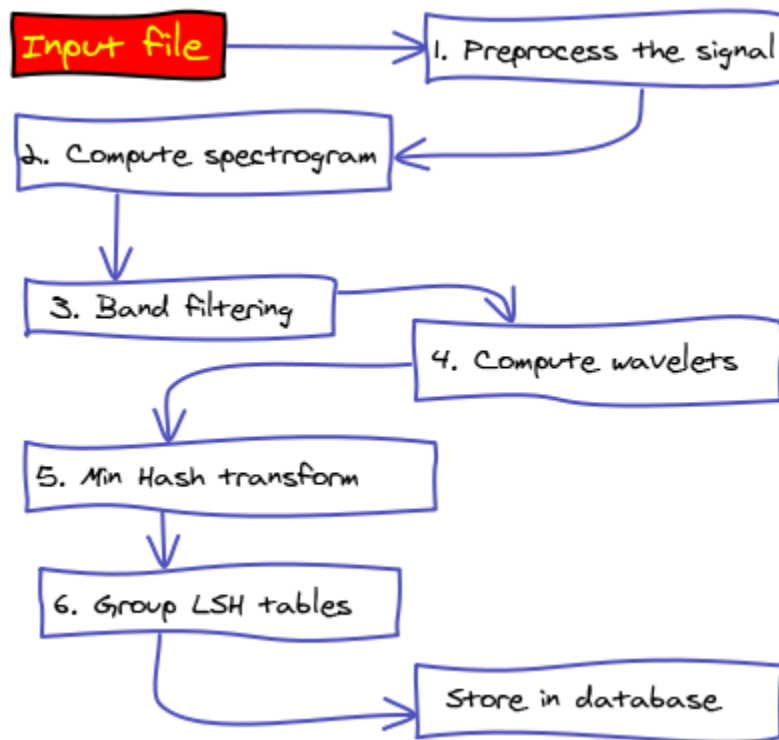 Input file
1. Preprocess the signal
2. Compute spectrogram
3. Band filtering
4. Compute wavelets
5. Min Hash transform
6. Group LSH tables
Store in database